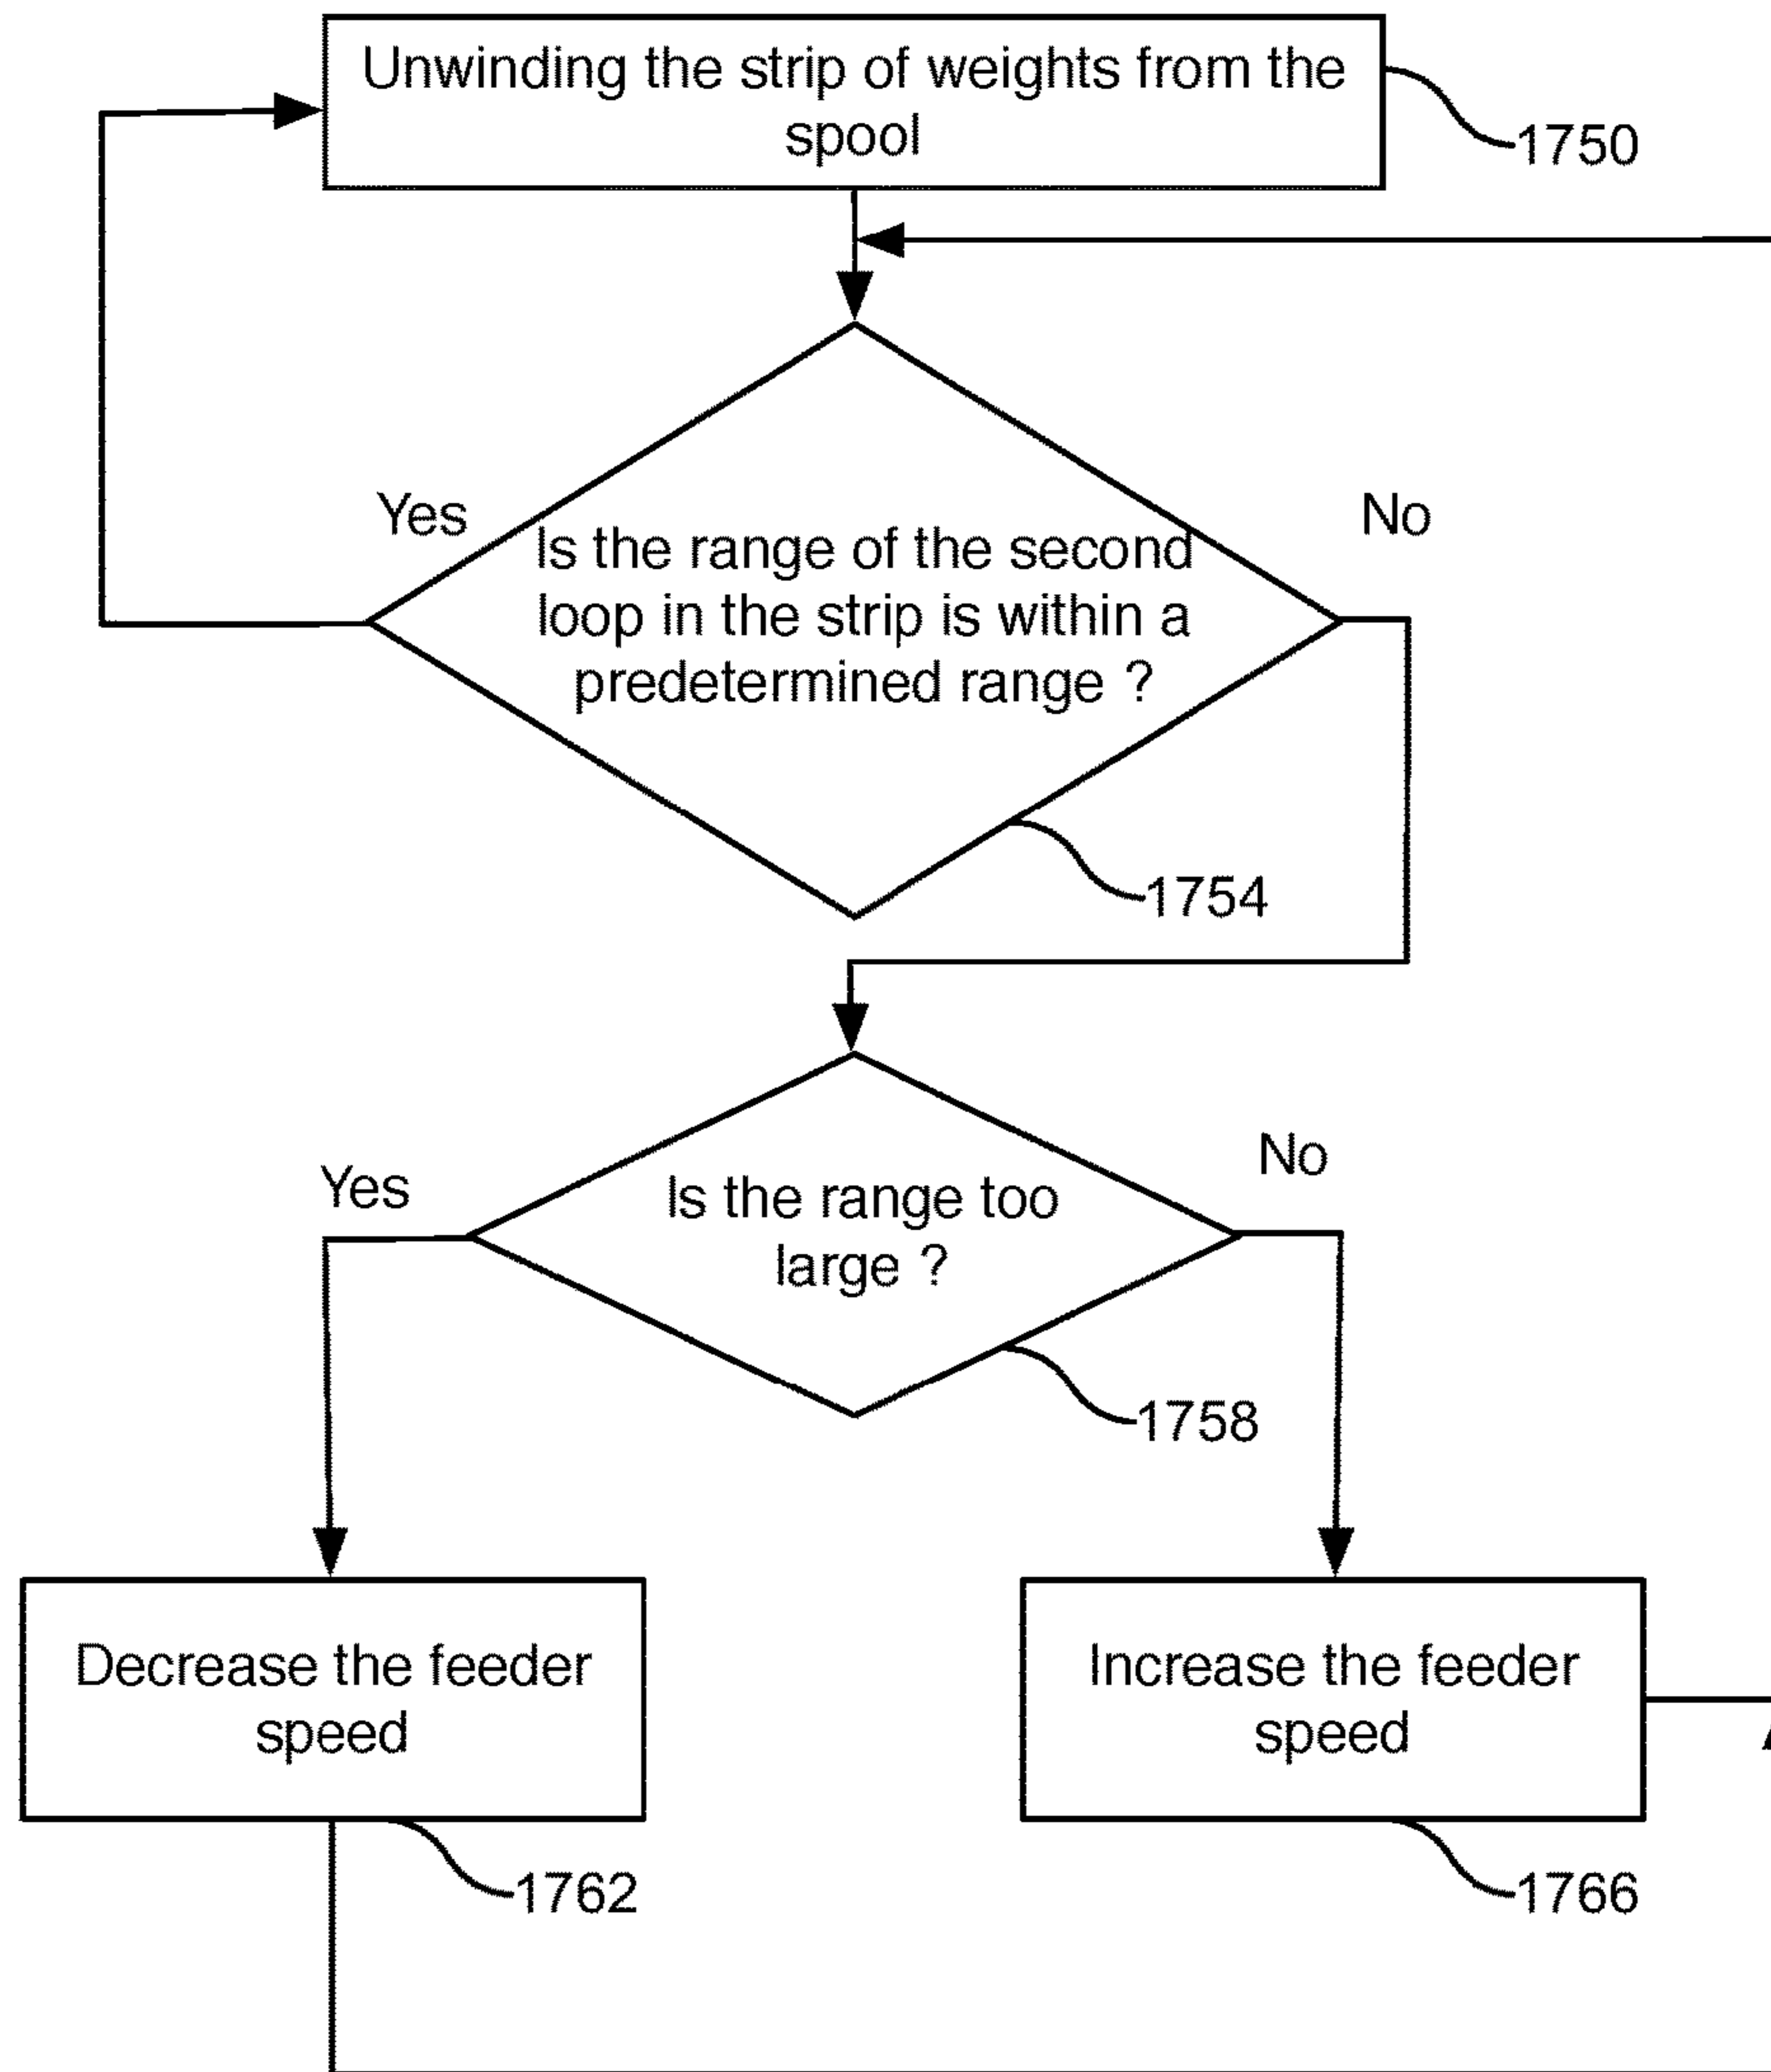 Unwinding the strip of weights from the
spool
1750
Yes
No
Is the range of the second
loop in the strip is within a
predetermined range ?
1754
Yes
No
Is the range too
large ?
1758
Decrease the feeder
speed
Increase the feeder
speed
1762
1766